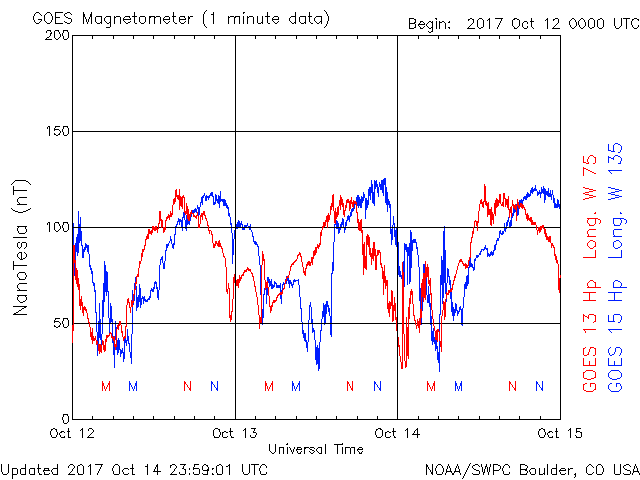 GOES Magnetometer (1 minute data)
Begin: 2017 Oct 12 0000 UTC
200
150
100
50
0
NanoTesla (nT)
M M N N M M N N M M N N
Oct 12 Oct 13 Oct 14 Oct 15
Universal Time
GOES 13 Hp Long. W 75
GOES 15 Hp Long. W 135
Updated 2017 Oct 14 23:59:01 UTC
NOAA/SWPC Boulder, CO USA